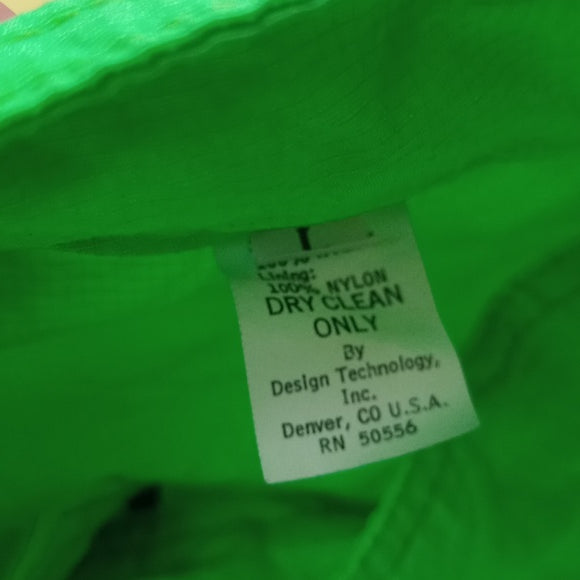 Lining:
100% NYLON
DRY CLEAN
ONLY
By
Design Technology,
Inc.
Denver, CO U.S.A.
RN 50556